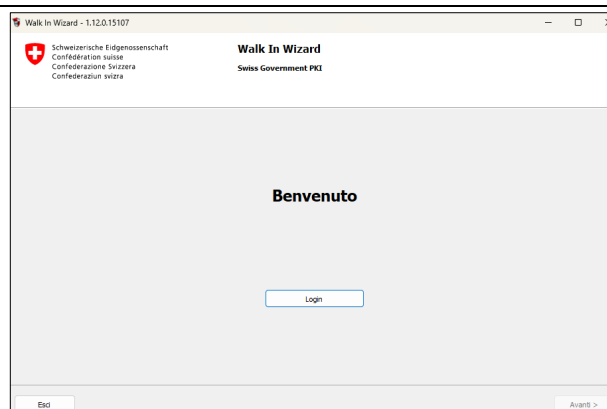 Walk In Wizard - 1.12.0.15107
Schweizerische Eidgenossenschaft
Confédération suisse
Confederazione Svizzera
Confederaziun svizra
Walk In Wizard
Swiss Government PKI
Benvenuto
Login
Esci
Avanti >